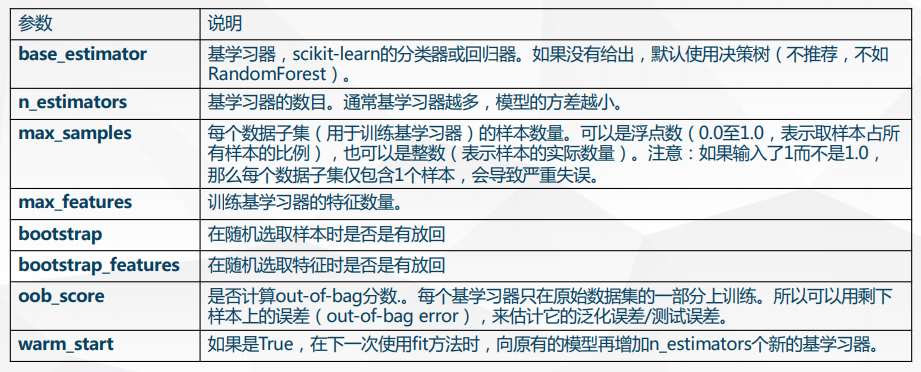 参数 说明
base_estimator 基学习器，scikit-learn的分类器或回归器。如果没有给出，默认使用决策树（不推荐，不如
RandomForest）。
n_estimators 基学习器的数目。通常基学习器越多，模型的方差越小。
max_samples 每个数据子集（用于训练基学习器）的样本数量。可以是浮点数（0.0至1.0，表示取样本占所
有样本的比例），也可以是整数（表示样本的实际数量）。注意：如果输入了1而不是1.0，
那么每个数据子集仅包含1个样本，会导致严重失误。
max_features 训练基学习器的特征数量。
bootstrap 在随机选取样本时是否是有放回
bootstrap_features 在随机选取特征时是否是有放回
oob_score 是否计算out-of-bag分数.。每个基学习器只在原始数据集的一部分上训练。所以可以用剩下
样本上的误差（out-of-bag error），来估计它的泛化误差/测试误差。
warm_start 如果是True，在下一次使用fit方法时，向原有的模型再增加n_estimators个新的基学习器。